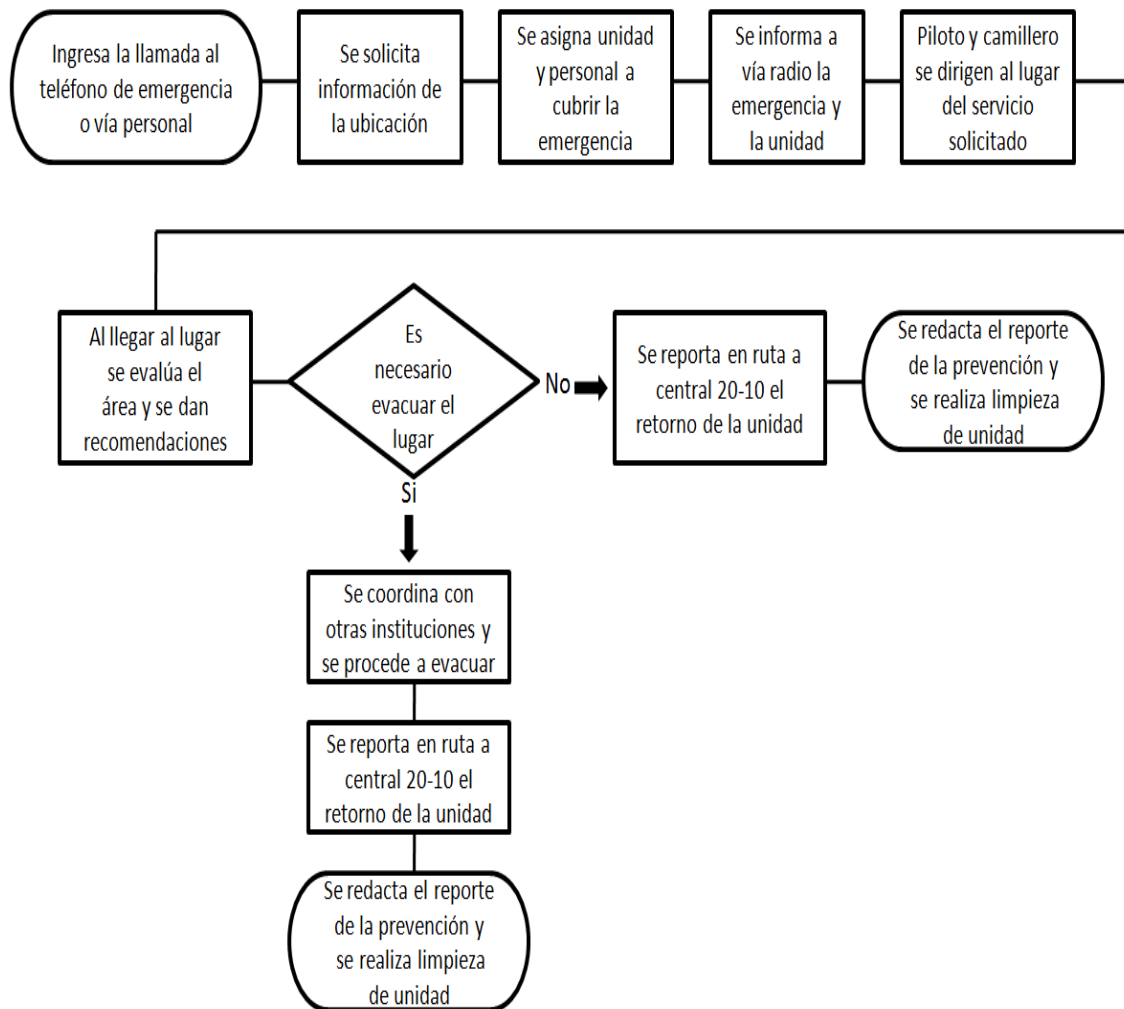 Ingresa la llamada al
teléfono de emergencia
o vía personal
Se solicita
información de
la ubicación
Se asigna unidad
y personal a
cubrir la
emergencia
Se informa a
vía radio la
emergencia y
la unidad
Piloto y camillero
se dirigen al lugar
del servicio
solicitado
Al llegar al lugar
se evalúa el
área y se dan
recomendaciones
Es
necesario
evacuar el
lugar
No
Se reporta en ruta a
central 20-10 el
retorno de la unidad
Se redacta el reporte
de la prevención y
se realiza limpieza
de unidad
Si
Se coordina con
otras instituciones y
se procede a evacuar
Se reporta en ruta a
central 20-10 el
retorno de la unidad
Se redacta el reporte
de la prevención y
se realiza limpieza
de unidad